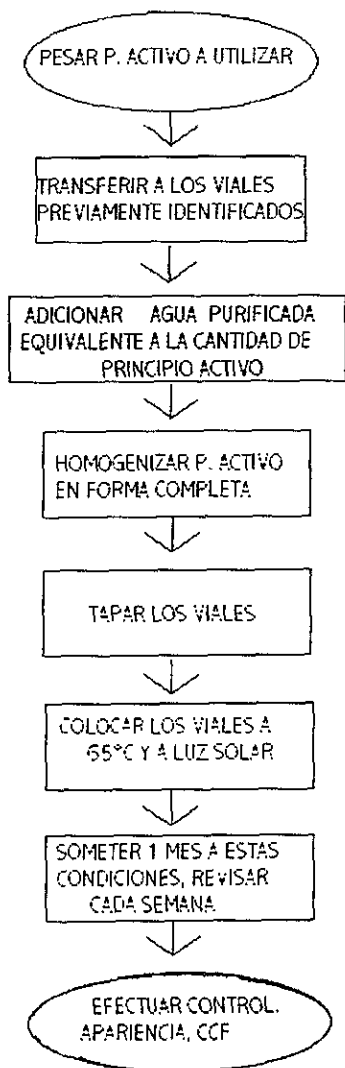 PESAR P. ACTIVO A UTILIZAR
TRANSFERIR A LOS VIALES
PREVIAMENTE IDENTIFICADOS
ADICIONAR AGUA PURIFICADA
EQUIVALENTE A LA CANTIDAD DE
PRINCIPIO ACTIVO
HOMOGENIZAR P. ACTIVO
EN FORMA COMPLETA
TAPAR LOS VIALES
COLOCAR LOS VIALES A
65°C Y A LUZ SOLAR
SOMETER 1 MES A ESTAS
CONDICIONES, REVISAR
CADA SEMANA
EFECTUAR CONTROL.
APARIENCIA, CCF